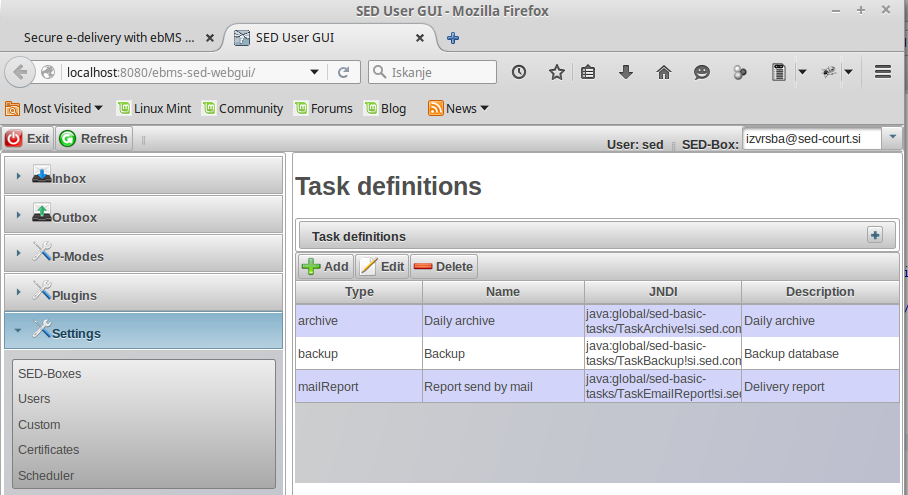 SED User GUI - Mozilla Firefox
Secure e-delivery with ebMS ...
SED User GUI
localhost:8080/ebms-sed-webgui/
Iskanje
Most Visited
Linux Mint
Community
Forums
Blog
News
Exit
Refresh
User: sed
SED-Box:
izvrsba@sed-court.si
Inbox
Outbox
P-Modes
Plugins
Settings
SED-Boxes
Users
Custom
Certificates
Scheduler
Task definitions
Task definitions
Add
Edit
Delete
Type Name JNDI Description
archive Daily archive java:global/sed-basic-
tasks/TaskArchive!si.sed.com Daily archive
backup Backup java:global/sed-basic-
tasks/TaskBackup!si.sed.com Backup database
mailReport Report send by mail java:global/sed-basic-
tasks/TaskEmailReport!si.sed Delivery report